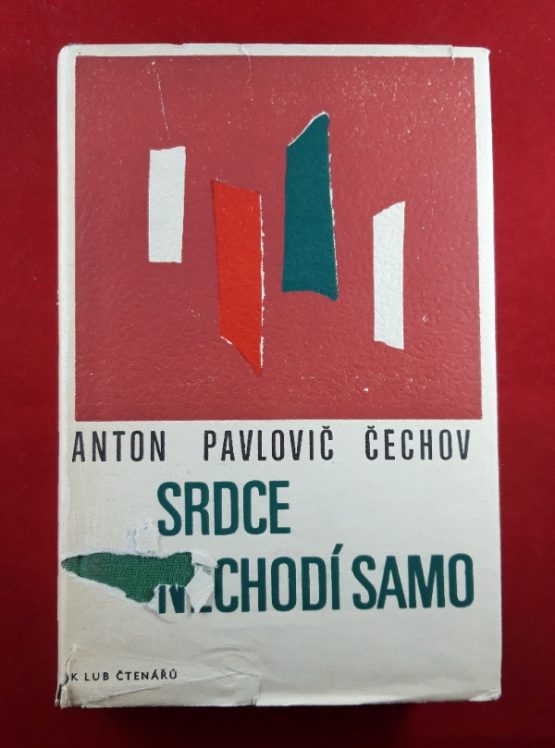 ANTON PAVLOVIČ ČECHOV
SRDCE
NECHODÍ SAMO
KLUB ČTENÁŘŮ